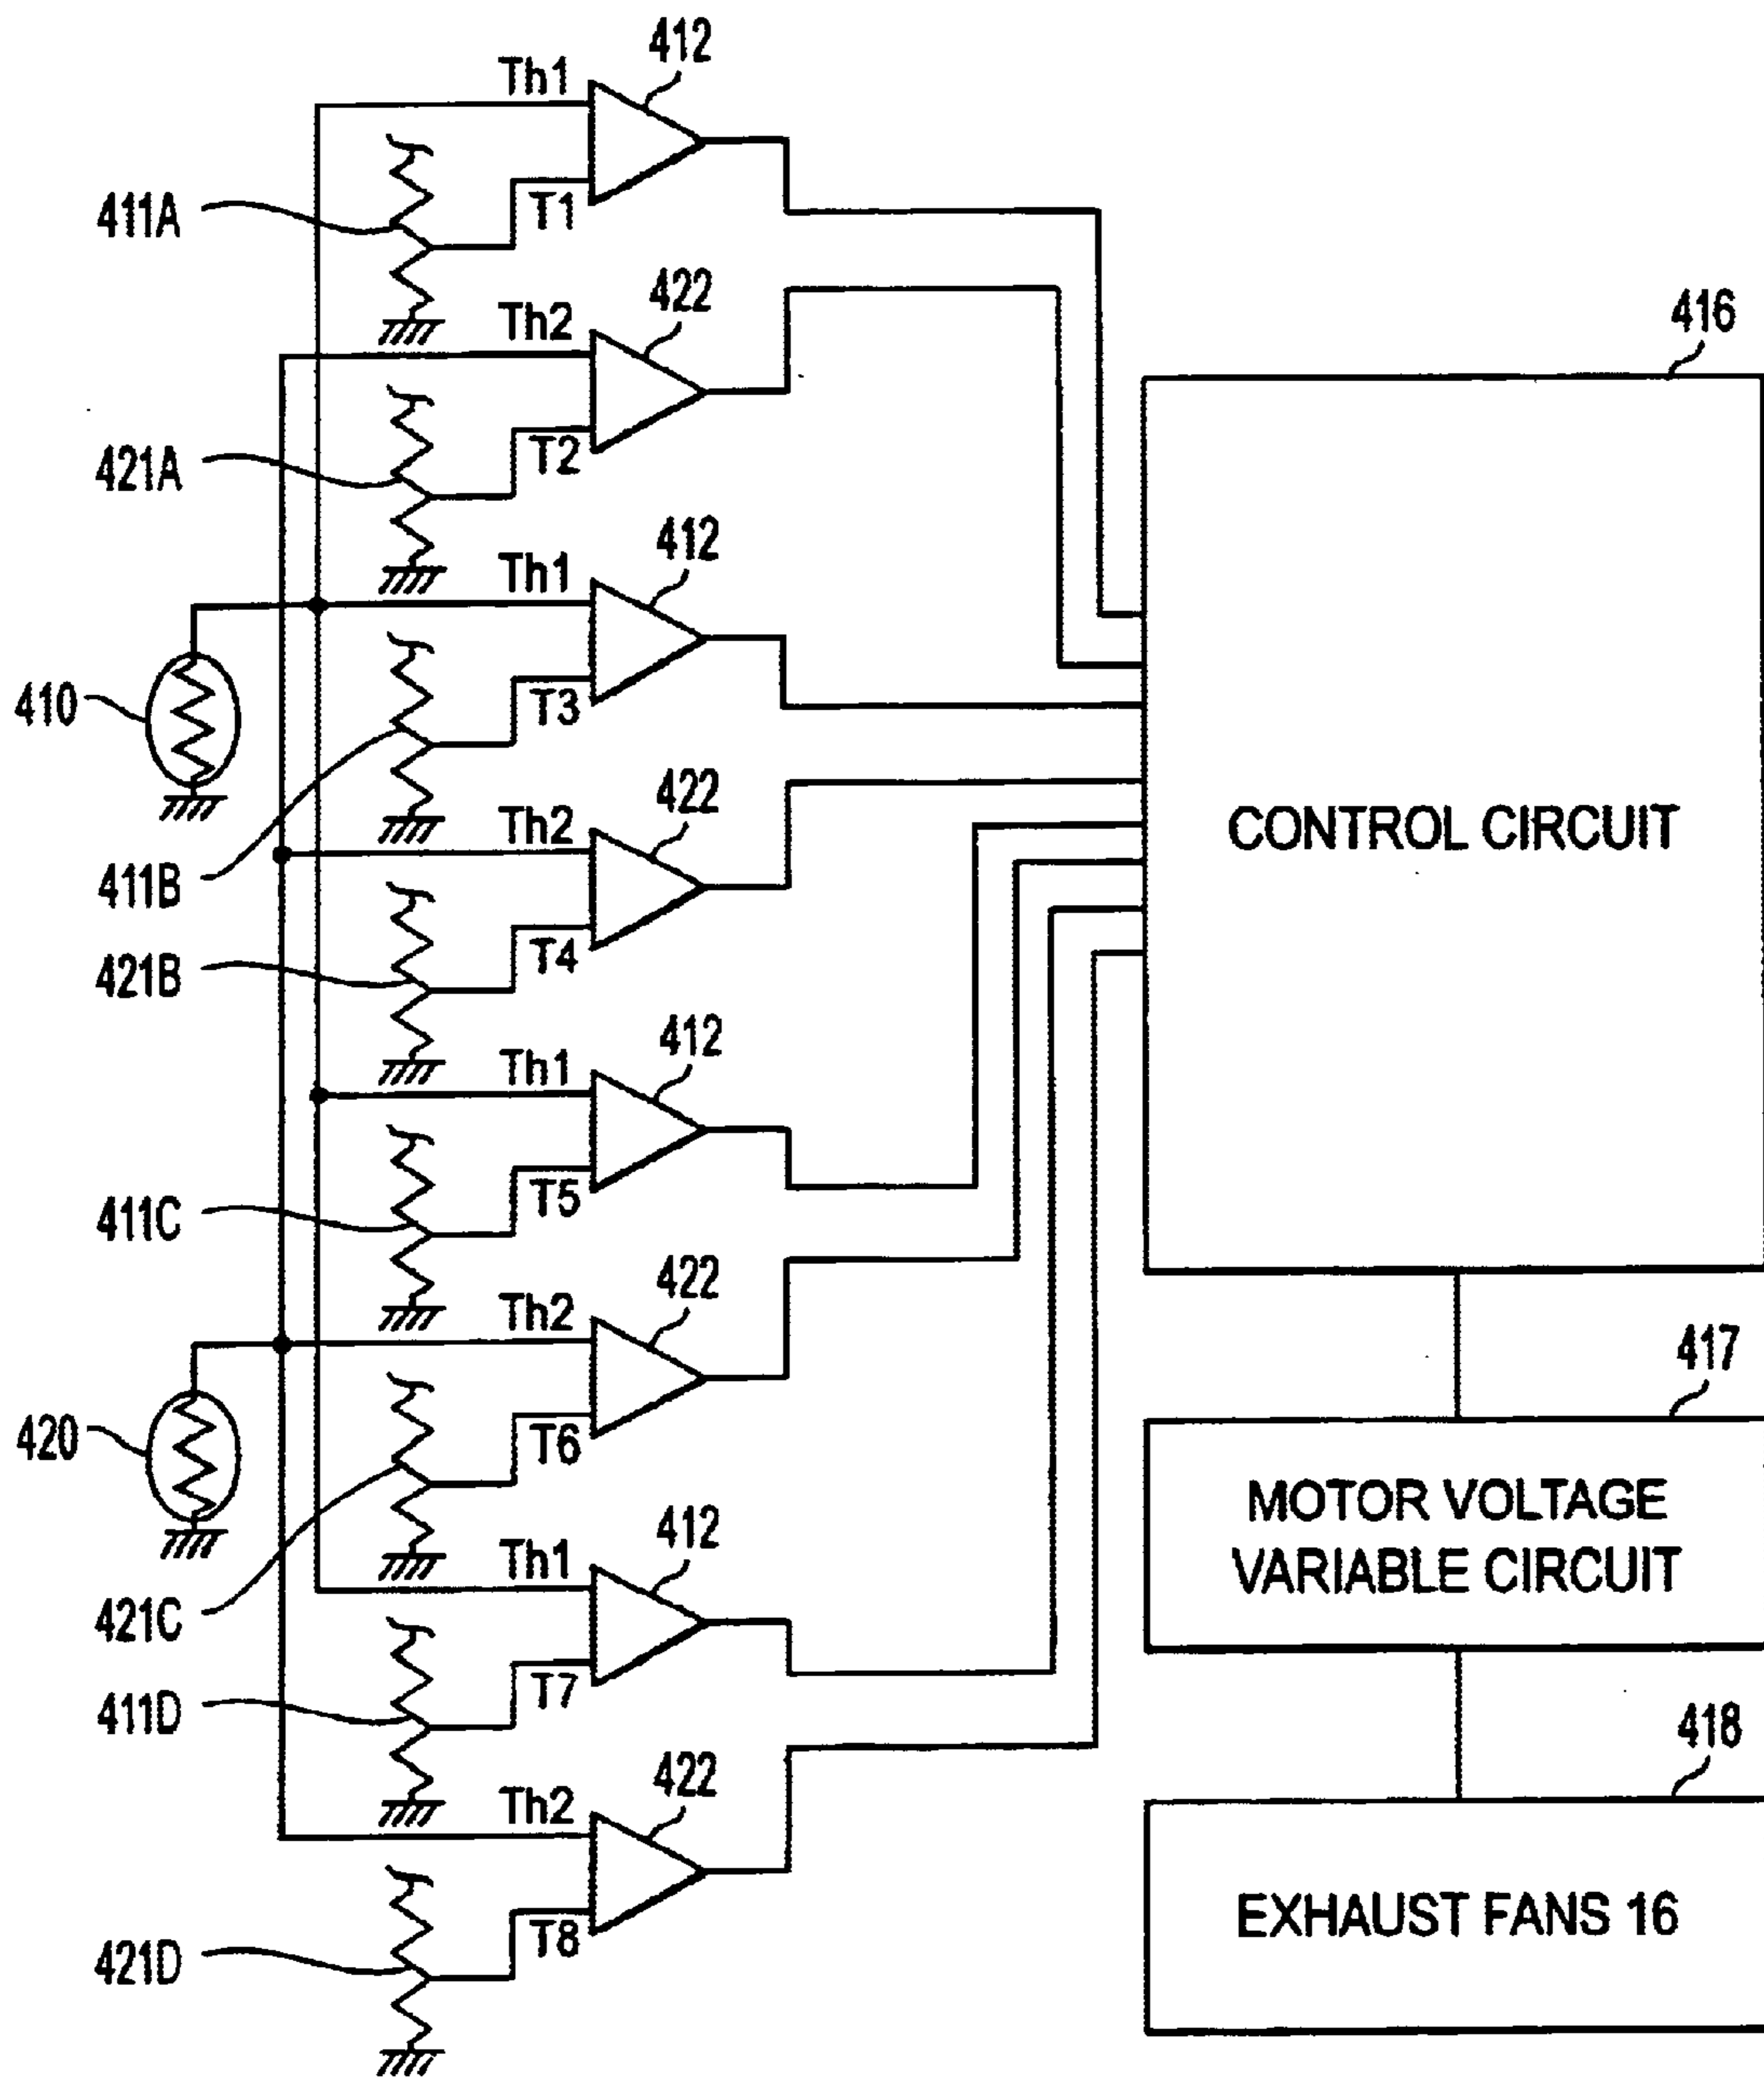 412
Th1
T1
411A
422
Th2
T2
421A
416
412
Th1
T3
410
CONTROL CIRCUIT
422
Th2
411B
T4
421B
412
Th1
T5
411C
422
Th2
417
T6
420
MOTOR VOLTAGE
VARIABLE CIRCUIT
412
Th1
421C
T7
411D
418
422
Th2
EXHAUST FANS 16
T8
421D